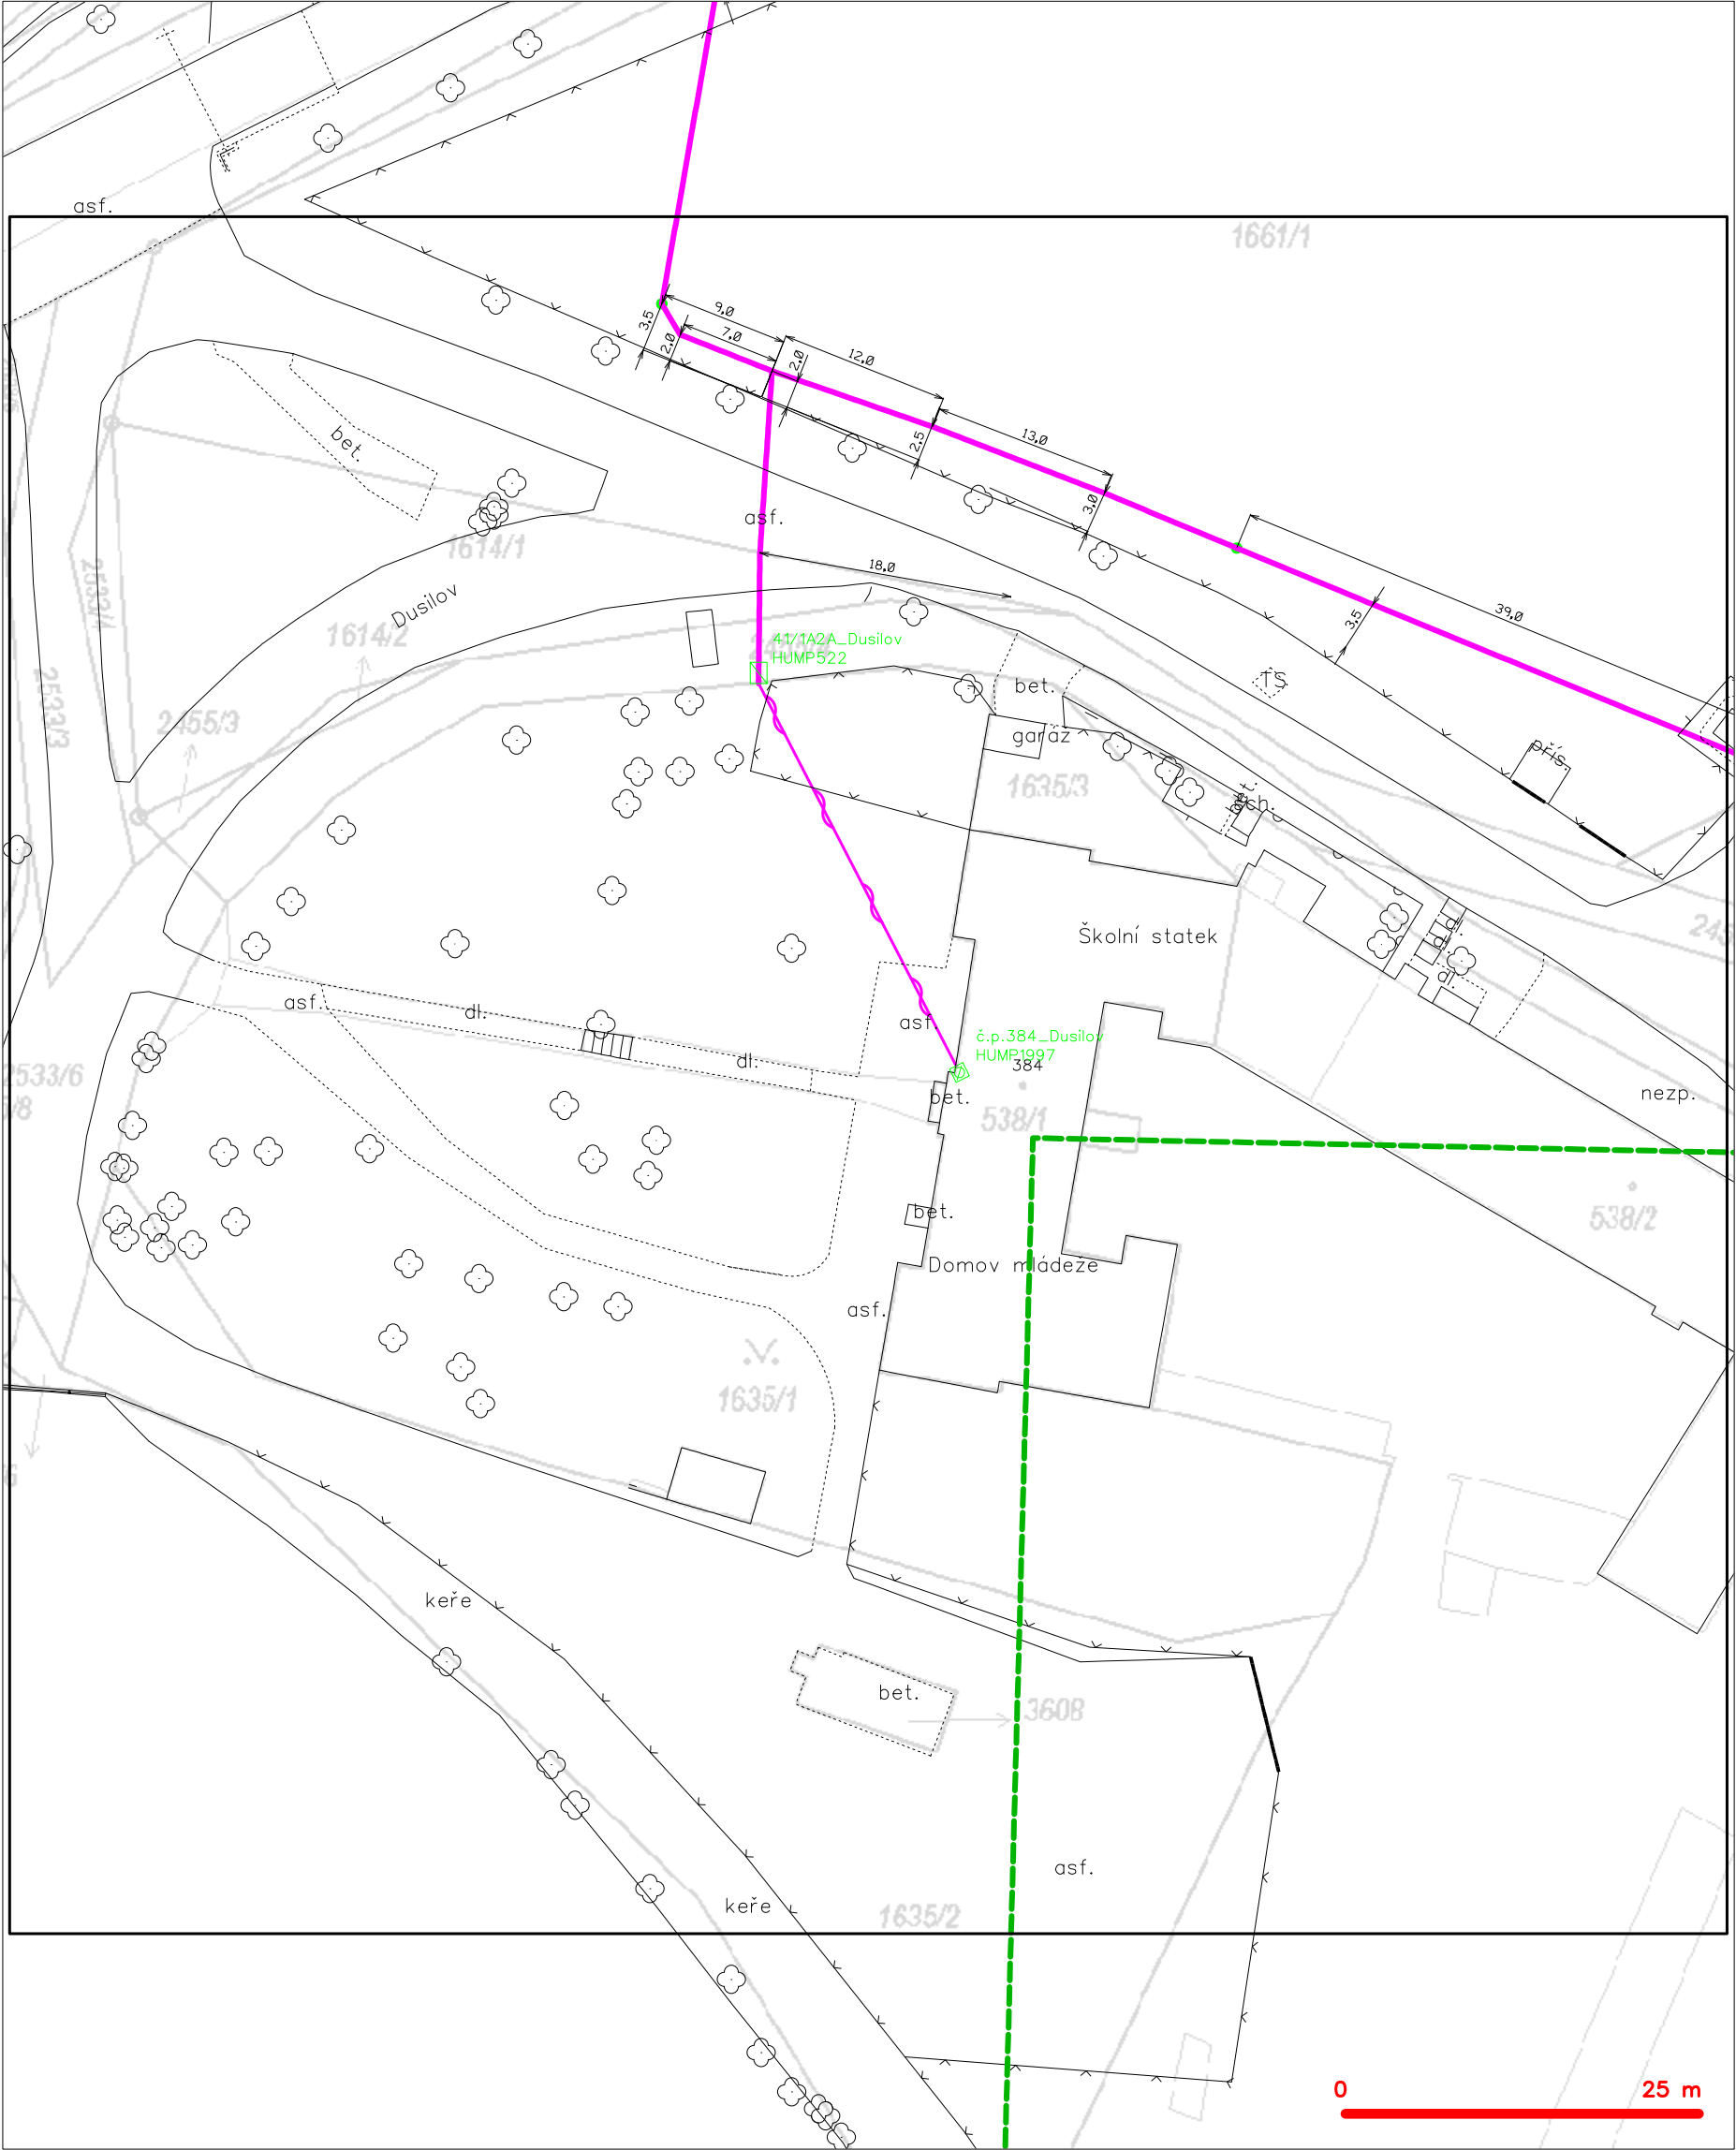 asf.
1661/1
9,0
3,5
7,0
2,0
2,0
12,0
13,0
2,5
3,0
bet.
asf.
1614/1
18,0
39,0
3,5
2533/1
Dusilov
1614/2
41/1A2A_Dusilov
HUMP522
TS
bet.
2533/3
2455/3
garáž
přís.
1635/3
bet.
Školní statek
d.
d.
d.
asf.
dl.
asf.
č.p.384_Dusilov
HUMP1997
384
dl.
2533/6
bet.
nezp.
538/1
bet.
538/2
Domov mládeže
asf.
1635/1
keře
bet.
3608
asf.
keře
1635/2
0
25 m